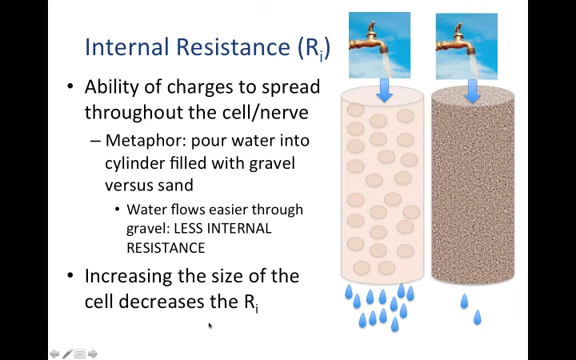 Internal Resistance (Ri)
• Ability of charges to spread
throughout the cell/nerve
– Metaphor: pour water into
cylinder filled with gravel
versus sand
• Water flows easier through
gravel: LESS INTERNAL
RESISTANCE
• Increasing the size of the
cell decreases the Ri